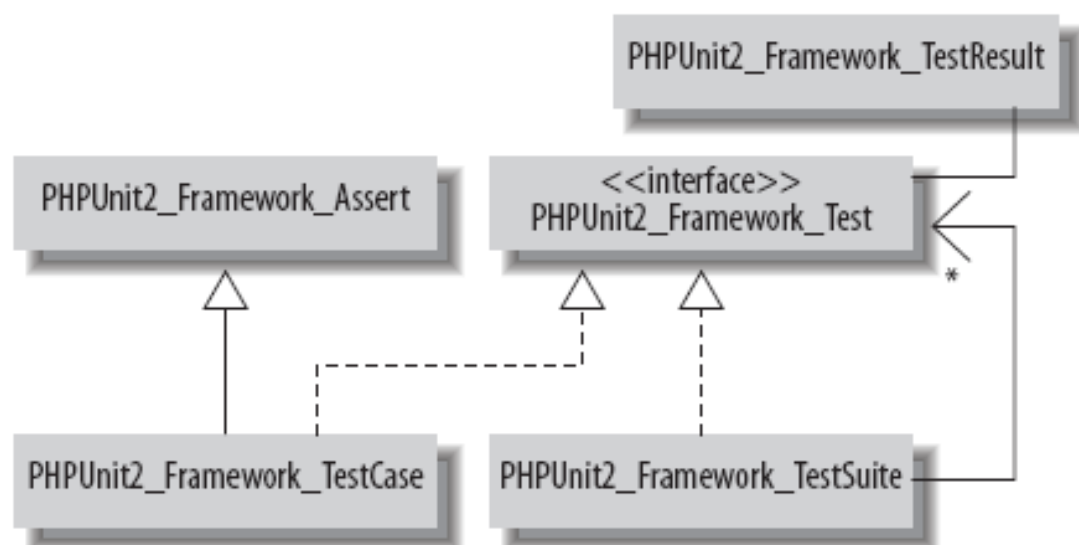 PHPUnit2_Framework_TestResult
PHPUnit2_Framework_Assert
<<interface>>
PHPUnit2_Framework_Test
*
PHPUnit2_Framework_TestCase
PHPUnit2_Framework_TestSuite